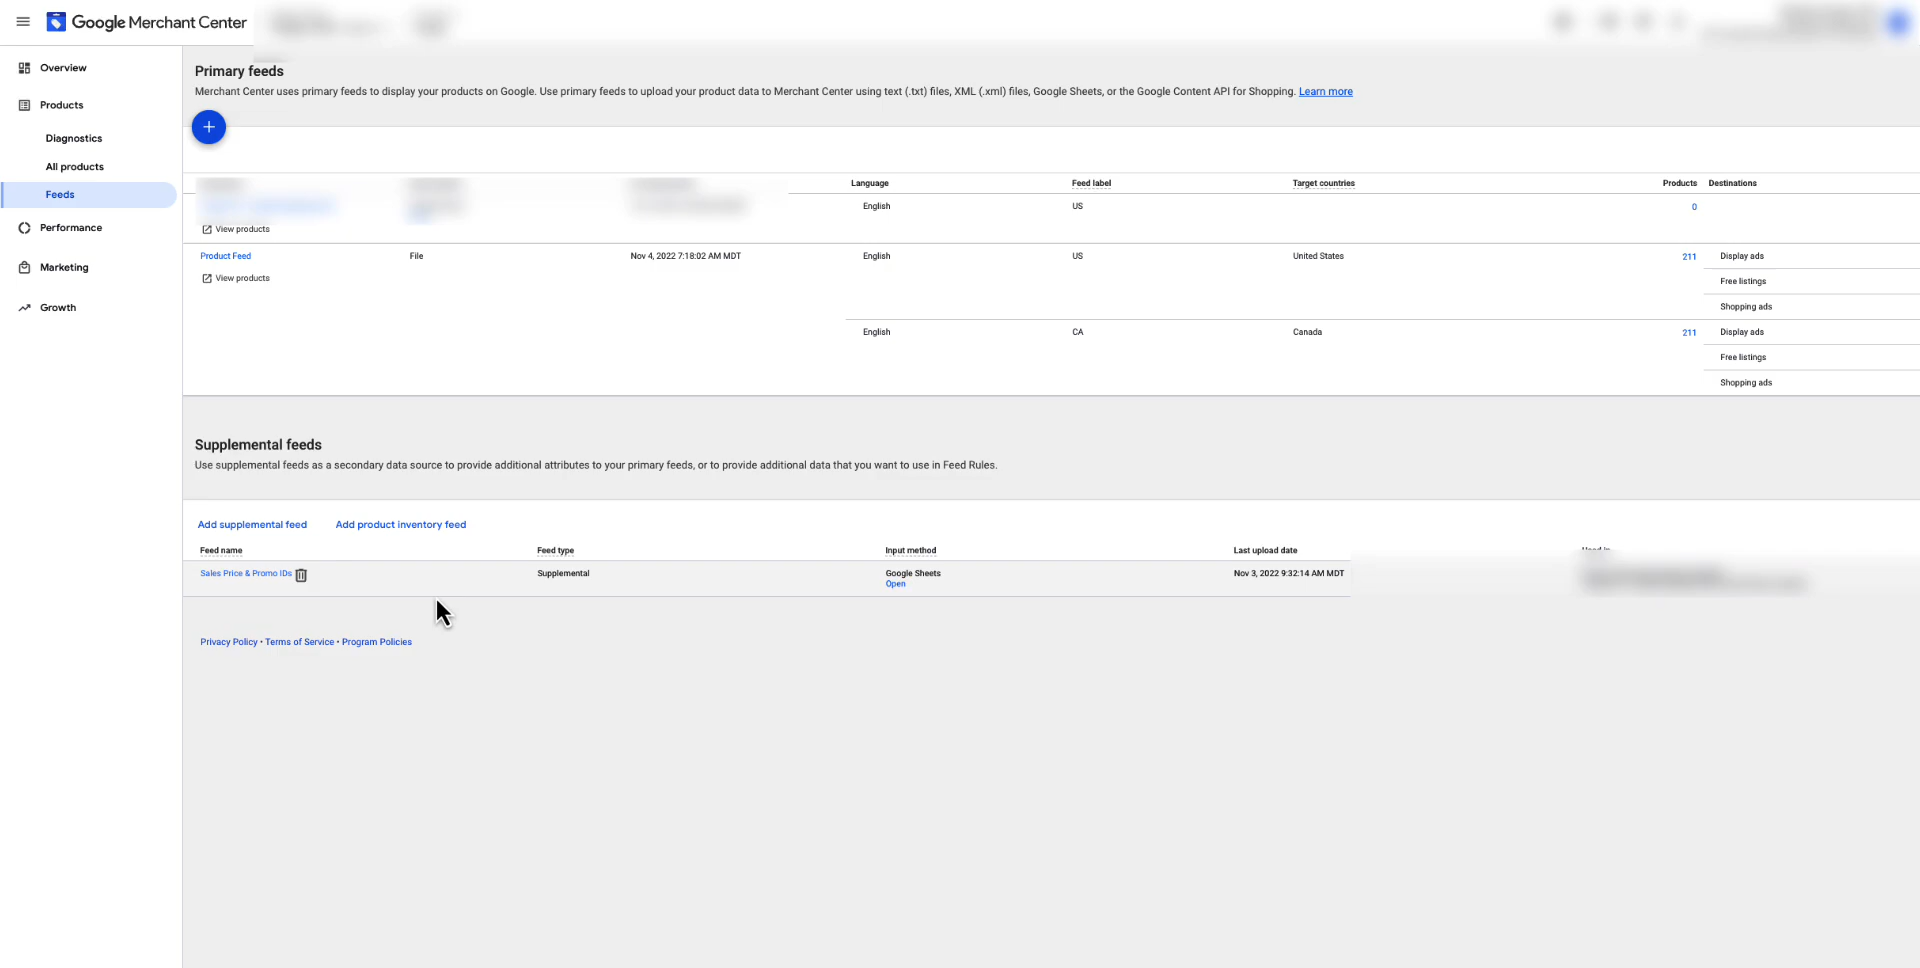 Google Merchant Center
Overview
Products
Diagnostics
All products
Feeds
Performance
Marketing
Growth
Primary feeds
Merchant Center uses primary feeds to display your products on Google. Use primary feeds to upload your product data to Merchant Center using text (.txt) files, XML (.xml) files, Google Sheets, or the Google Content API for Shopping. Learn more
Language Feed label Target countries Products Destinations
English US 0
View products
Product Feed File Nov 4, 2022 7:18:02 AM MDT English US United States 211 Display ads
View products
Free listings
Shopping ads
English CA Canada 211 Display ads
Free listings
Shopping ads
Supplemental feeds
Use supplemental feeds as a secondary data source to provide additional attributes to your primary feeds, or to provide additional data that you want to use in Feed Rules.
Add supplemental feed Add product inventory feed
Feed name Feed type Input method Last upload date
Sales Price & Promo IDs Supplemental Google Sheets Nov 3, 2022 9:32:14 AM MDT
Open
Privacy Policy • Terms of Service • Program Policies